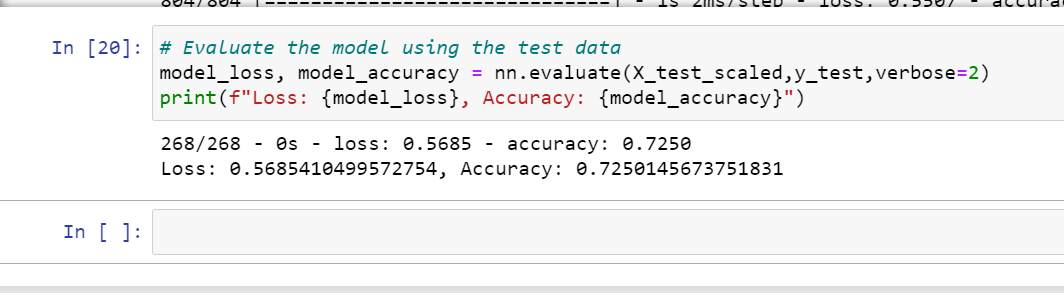 804/804 [==============================] - 1s 2ms/step - loss: 0.5507 - accura
In [20]:
# Evaluate the model using the test data
model_loss, model_accuracy = nn.evaluate(X_test_scaled,y_test,verbose=2)
print(f"Loss: {model_loss}, Accuracy: {model_accuracy}")
268/268 - 0s - loss: 0.5685 - accuracy: 0.7250
Loss: 0.5685410499572754, Accuracy: 0.7250145673751831
In [ ]: